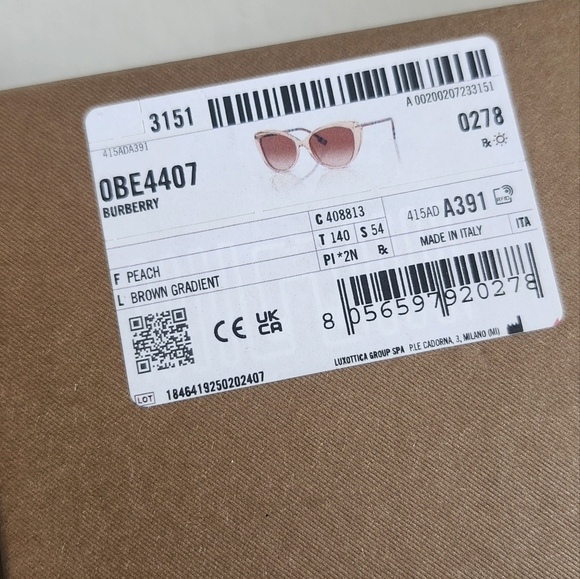 3151
A 00200207233151
415ADA391
0278
0BE4407
BURBERRY
℞
C 408813
T 140 S 54
PI *2N ℞
415AD A391
MADE IN ITALY
ITA
F PEACH
L BROWN GRADIENT
CE UK CA
8 056597 920278
LUXOTTICA GROUP SPA P.LE CADORNA, 3, MILANO (MI)
LOT 1846419250202407